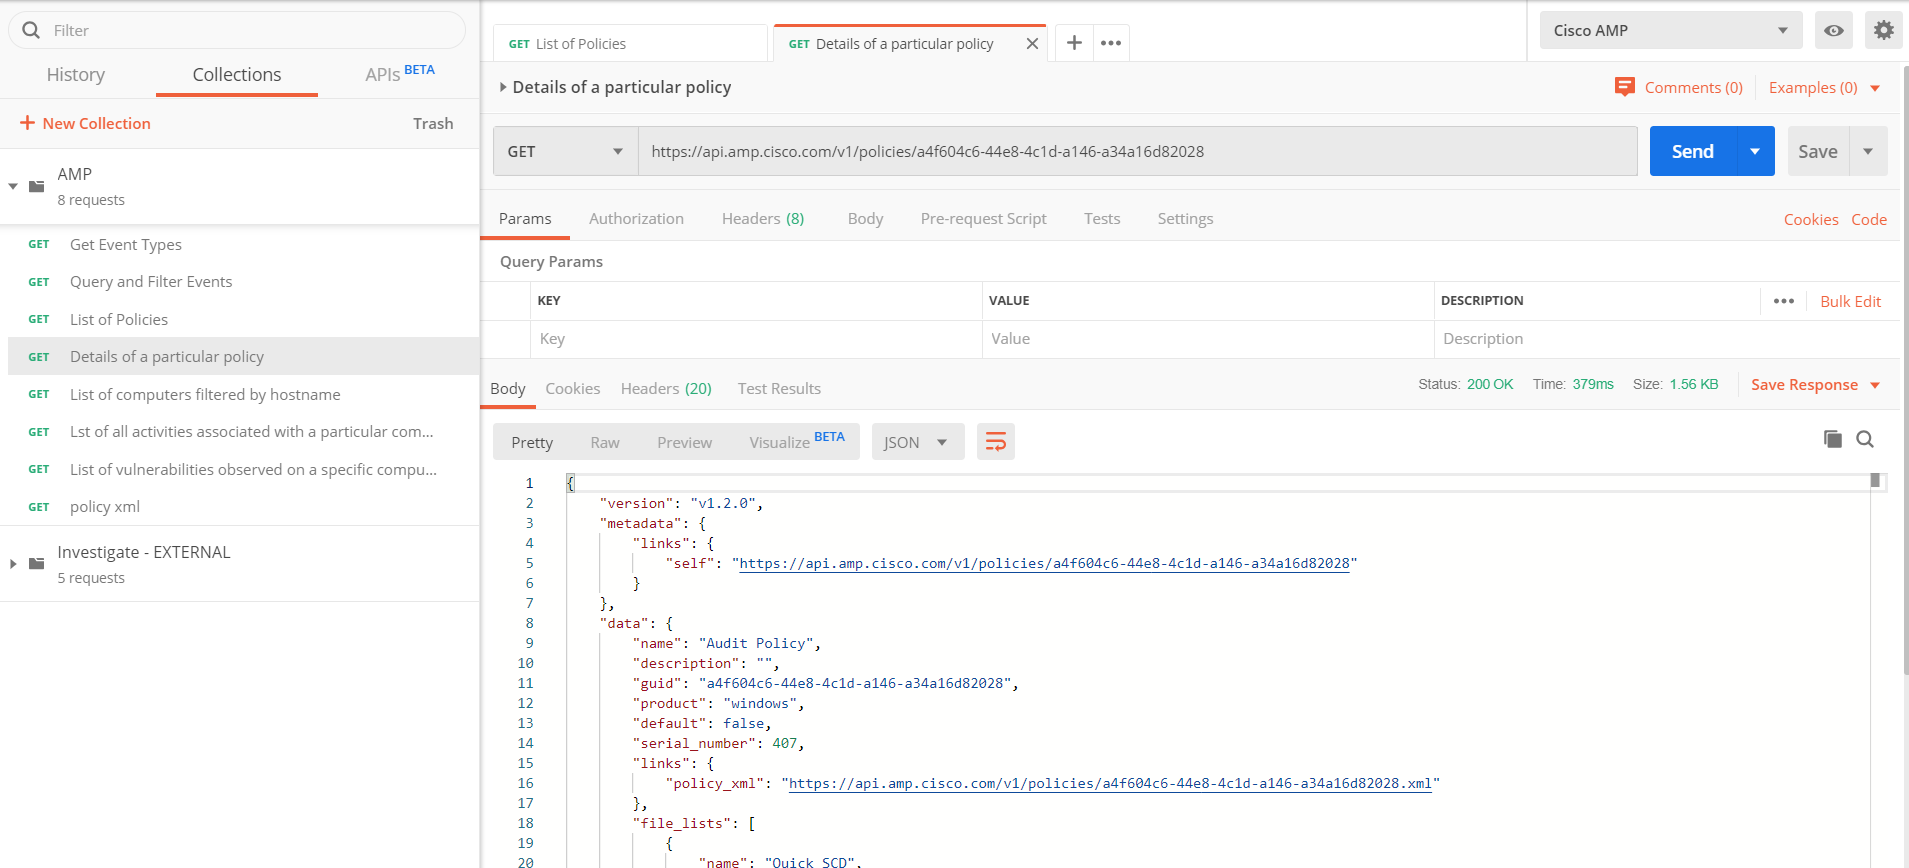 Filter
History
Collections
APIs BETA
+ New Collection
Trash
AMP
8 requests
GET Get Event Types
GET Query and Filter Events
GET List of Policies
GET Details of a particular policy
GET List of computers filtered by hostname
GET Lst of all activities associated with a particular com...
GET List of vulnerabilities observed on a specific compu...
GET policy xml
Investigate - EXTERNAL
5 requests
GET List of Policies
GET Details of a particular policy
Cisco AMP
Details of a particular policy
Comments (0)
Examples (0)
GET
https://api.amp.cisco.com/v1/policies/a4f604c6-44e8-4c1d-a146-a34a16d82028
Send
Save
Params Authorization Headers (8) Body Pre-request Script Tests Settings
Cookies Code
Query Params
KEY VALUE DESCRIPTION
Bulk Edit
Key Value Description
Body Cookies Headers (20) Test Results
Status: 200 OK Time: 379ms Size: 1.56 KB
Save Response
Pretty Raw Preview Visualize BETA
JSON
1 {
2 "version": "v1.2.0",
3 "metadata": {
4 "links": {
5 "self": "https://api.amp.cisco.com/v1/policies/a4f604c6-44e8-4c1d-a146-a34a16d82028"
6 }
7 },
8 "data": {
9 "name": "Audit Policy",
10 "description": "",
11 "guid": "a4f604c6-44e8-4c1d-a146-a34a16d82028",
12 "product": "windows",
13 "default": false,
14 "serial_number": 407,
15 "links": {
16 "policy_xml": "https://api.amp.cisco.com/v1/policies/a4f604c6-44e8-4c1d-a146-a34a16d82028.xml"
17 },
18 "file_lists": [
19 {
20 "name": "Quick SCD",